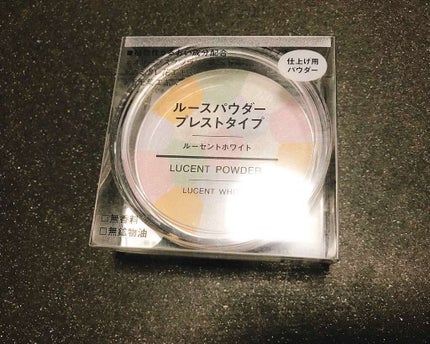 仕上げ用
パウダー
ルースパウダー
プレストタイプ
ルーセントホワイト
LUCENT POWDER
LUCENT WHI
□無香料
□無鉱物油